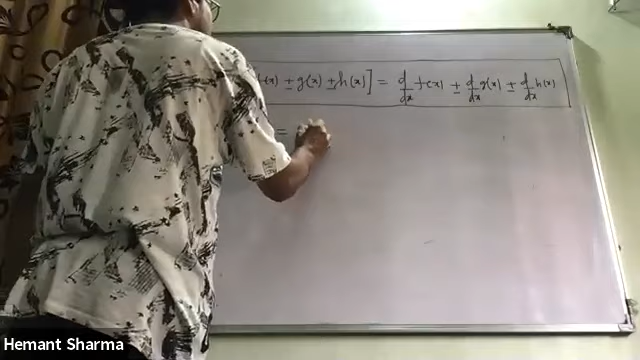 f(x) ± g(x) ± h(x)] = d/dx f(x) ± d/dx g(x) ± d/dx h(x)
=
Hemant Sharma